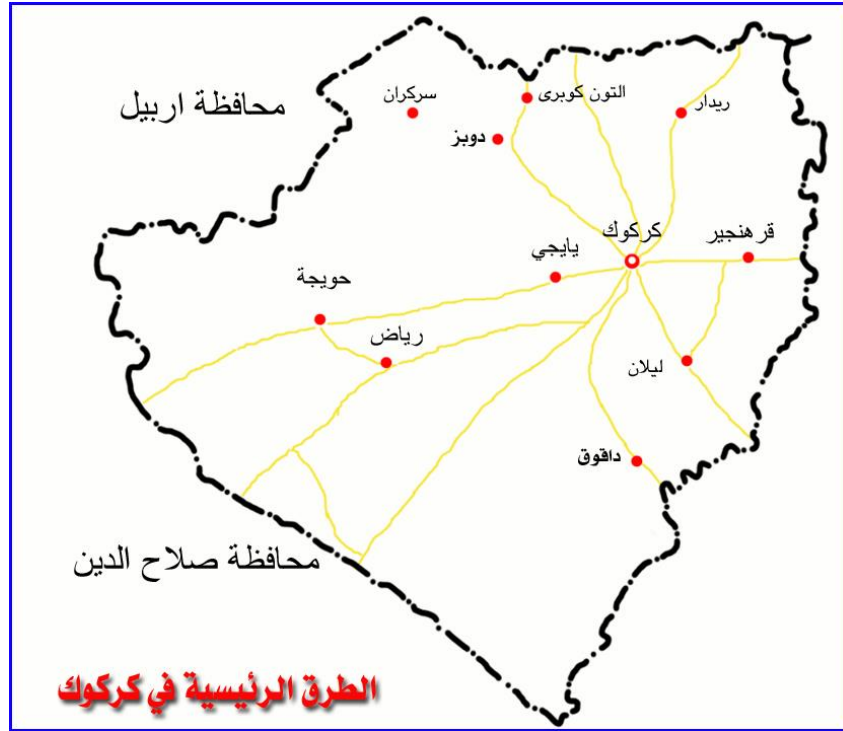 محافظة اربيل
سركران
التون كوبرى
ريدار
دوبز
كركوك
قرهنجير
يايجي
حويجة
رياض
ليلان
داقوق
محافظة صلاح الدين
الطرق الرئيسية في كركوك